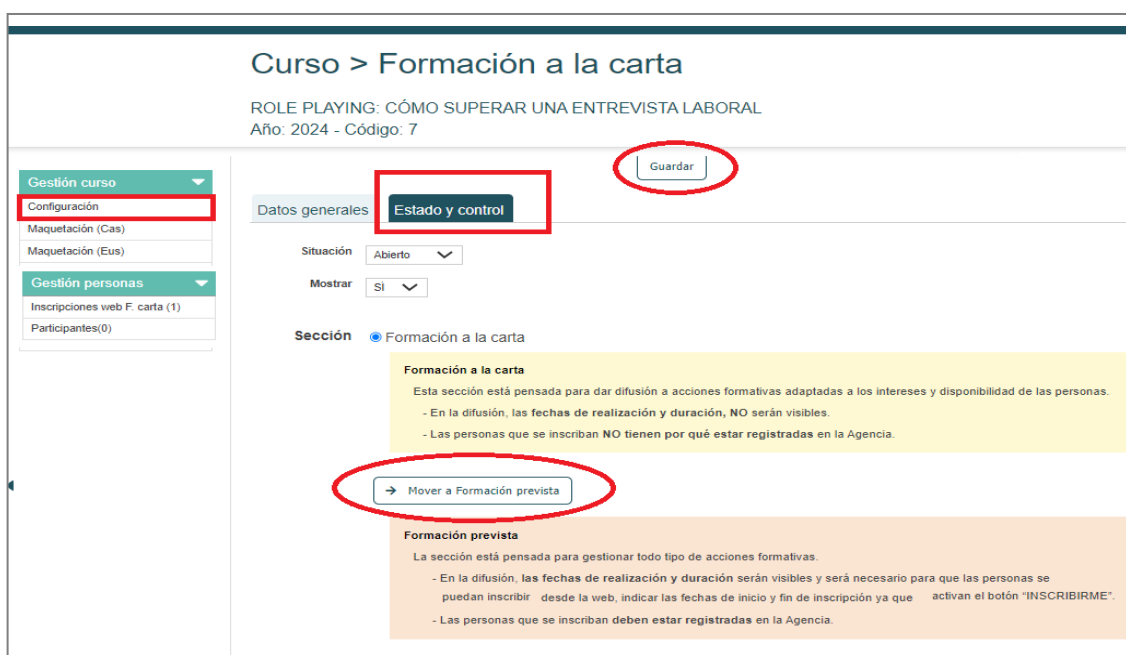 Curso > Formación a la carta
ROLE PLAYING: CÓMO SUPERAR UNA ENTREVISTA LABORAL
Año: 2024 - Código: 7
Guardar
Gestión curso
Configuración
Maquetación (Cas)
Maquetación (Eus)
Gestión personas
Inscripciones web F. carta (1)
Participantes(0)
Datos generales
Estado y control
Situación Abierto
Mostrar SÌ
Sección Formación a la carta
Formación a la carta
Esta sección está pensada para dar difusión a acciones formativas adaptadas a los intereses y disponibilidad de las personas.
- En la difusión, las fechas de realización y duración, NO serán visibles.
- Las personas que se inscriban NO tienen por qué estar registradas en la Agencia.
→ Mover a Formación prevista
Formación prevista
La sección está pensada para gestionar todo tipo de acciones formativas.
- En la difusión, las fechas de realización y duración serán visibles y será necesario para que las personas se
puedan inscribir desde la web, indicar las fechas de inicio y fin de inscripción ya que activan el botón “INSCRIBIRME”.
- Las personas que se inscriban deben estar registradas en la Agencia.